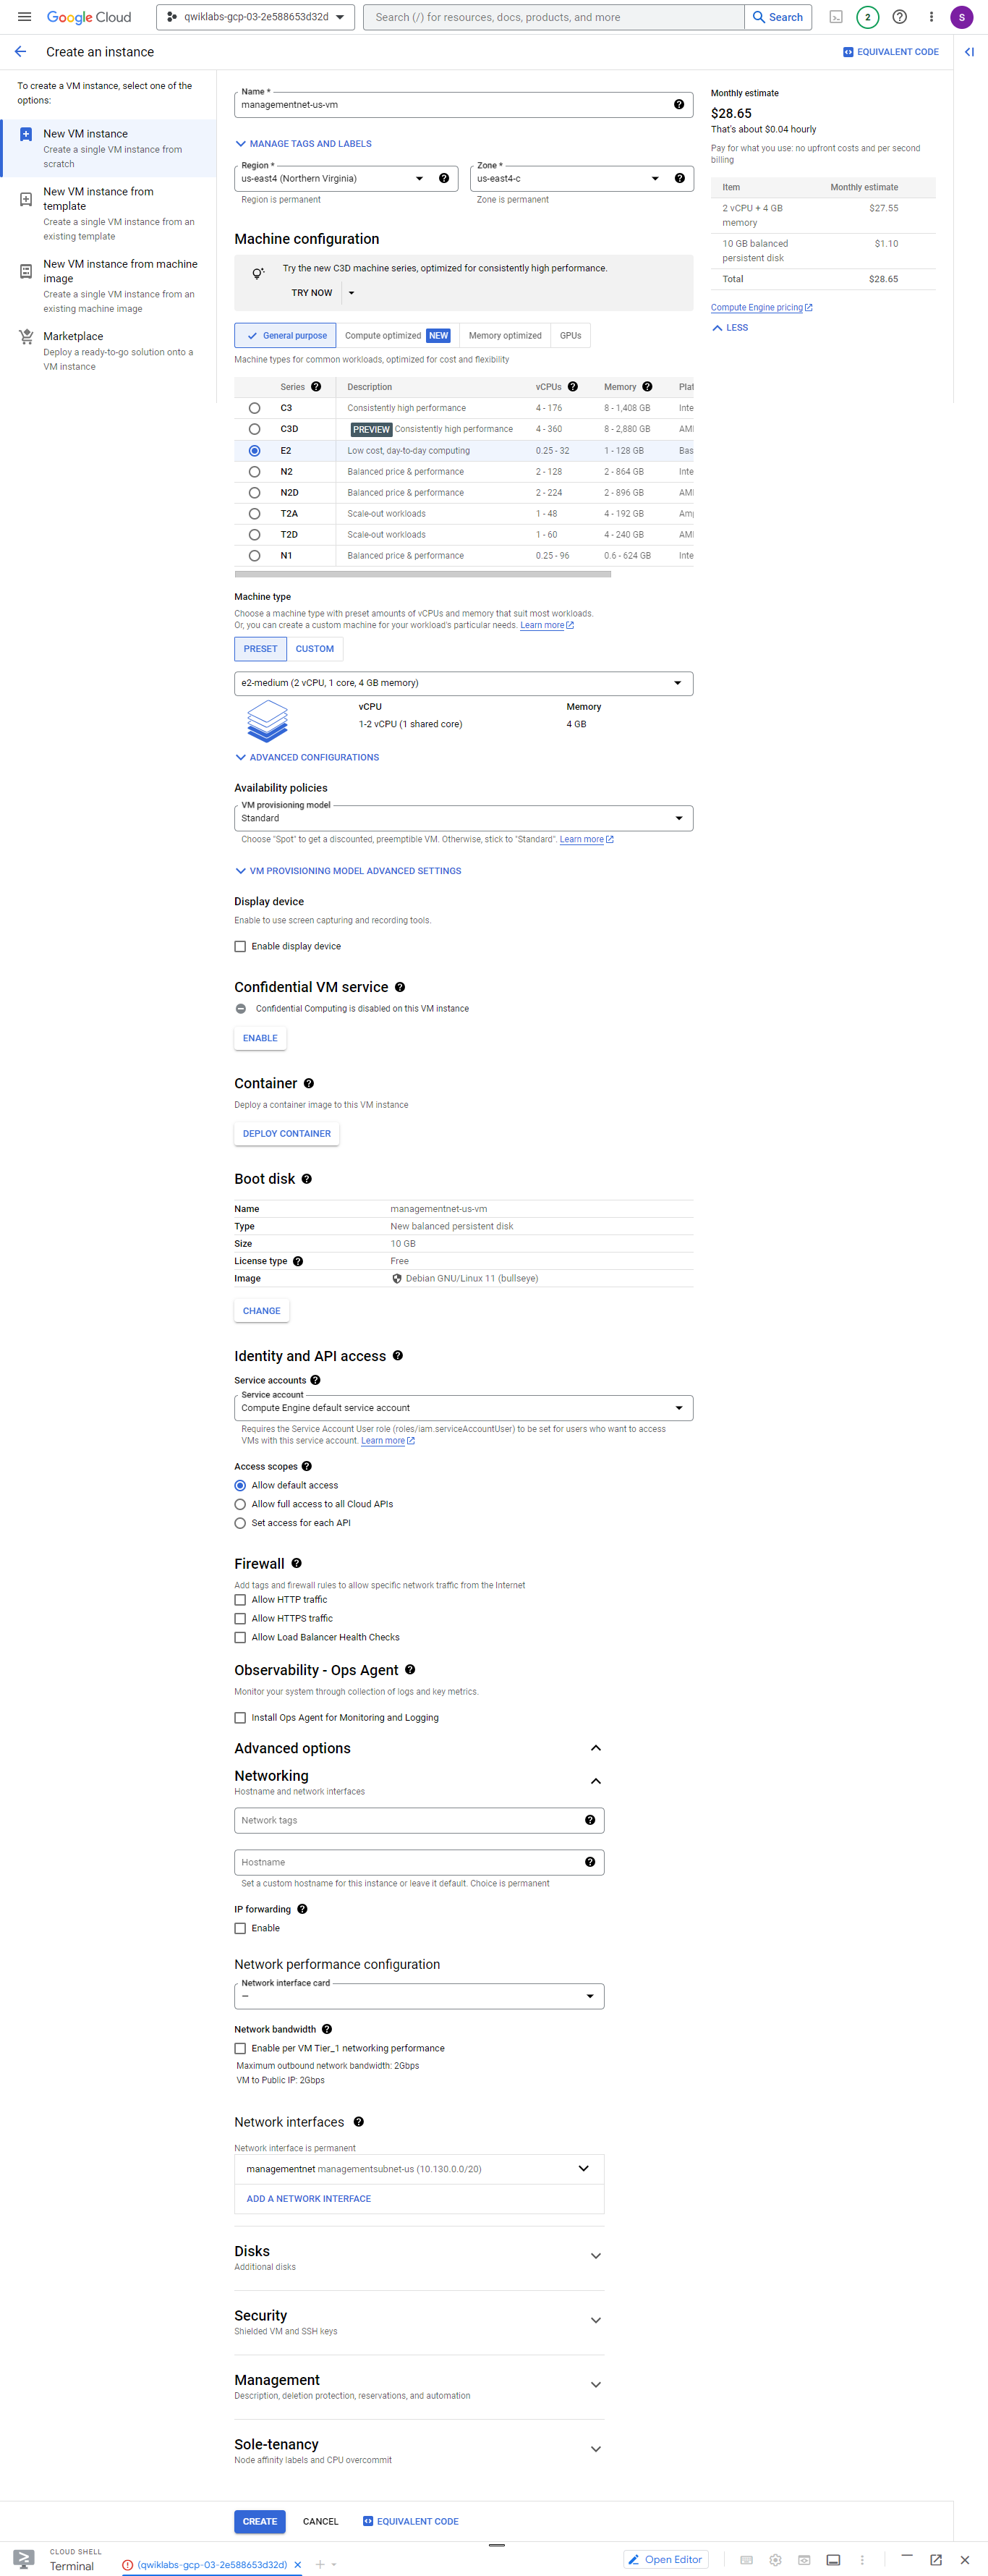 Google Cloud
qwiklabs-gcp-03-2e588653d32d
Search (/) for resources, docs, products, and more
Search
2
S
Create an instance
EQUIVALENT CODE
To create a VM instance, select one of the
options:
New VM instance
Create a single VM instance from
scratch
New VM instance from
template
Create a single VM instance from an
existing template
New VM instance from machine
image
Create a single VM instance from an
existing machine image
Marketplace
Deploy a ready-to-go solution onto a
VM instance
Name *
managementnet-us-vm
MANAGE TAGS AND LABELS
Region *
us-east4 (Northern Virginia)
Region is permanent
Zone *
us-east4-c
Zone is permanent
Machine configuration
Try the new C3D machine series, optimized for consistently high performance.
TRY NOW
General purpose
Compute optimized NEW
Memory optimized
GPUs
Machine types for common workloads, optimized for cost and flexibility
Series Description vCPUs Memory Plat
C3 Consistently high performance 4 - 176 8 - 1,408 GB Inte
C3D PREVIEW Consistently high performance 4 - 360 8 - 2,880 GB AMI
E2 Low cost, day-to-day computing 0.25 - 32 1 - 128 GB Bas
N2 Balanced price & performance 2 - 128 2 - 864 GB Inte
N2D Balanced price & performance 2 - 224 2 - 896 GB AMI
T2A Scale-out workloads 1 - 48 4 - 192 GB Amp
T2D Scale-out workloads 1 - 60 4 - 240 GB AMI
N1 Balanced price & performance 0.25 - 96 0.6 - 624 GB Inte
Machine type
Choose a machine type with preset amounts of vCPUs and memory that suit most workloads.
Or, you can create a custom machine for your workload's particular needs. Learn more
PRESET
CUSTOM
e2-medium (2 vCPU, 1 core, 4 GB memory)
vCPU
1-2 vCPU (1 shared core)
Memory
4 GB
ADVANCED CONFIGURATIONS
Availability policies
VM provisioning model
Standard
Choose "Spot" to get a discounted, preemptible VM. Otherwise, stick to "Standard". Learn more
VM PROVISIONING MODEL ADVANCED SETTINGS
Display device
Enable to use screen capturing and recording tools.
Enable display device
Confidential VM service
Confidential Computing is disabled on this VM instance
ENABLE
Container
Deploy a container image to this VM instance
DEPLOY CONTAINER
Boot disk
Name managementnet-us-vm
Type New balanced persistent disk
Size 10 GB
License type Free
Image Debian GNU/Linux 11 (bullseye)
CHANGE
Identity and API access
Service accounts
Service account
Compute Engine default service account
Requires the Service Account User role (roles/iam.serviceAccountUser) to be set for users who want to access
VMs with this service account. Learn more
Access scopes
Allow default access
Allow full access to all Cloud APIs
Set access for each API
Firewall
Add tags and firewall rules to allow specific network traffic from the Internet
Allow HTTP traffic
Allow HTTPS traffic
Allow Load Balancer Health Checks
Observability - Ops Agent
Monitor your system through collection of logs and key metrics.
Install Ops Agent for Monitoring and Logging
Advanced options
Networking
Hostname and network interfaces
Network tags
Hostname
Set a custom hostname for this instance or leave it default. Choice is permanent
IP forwarding
Enable
Network performance configuration
Network interface card
–
Network bandwidth
Enable per VM Tier_1 networking performance
Maximum outbound network bandwidth: 2Gbps
VM to Public IP: 2Gbps
Network interfaces
Network interface is permanent
managementnet managementsubnet-us (10.130.0.0/20)
ADD A NETWORK INTERFACE
Disks
Additional disks
Security
Shielded VM and SSH keys
Management
Description, deletion protection, reservations, and automation
Sole-tenancy
Node affinity labels and CPU overcommit
CREATE
CANCEL
EQUIVALENT CODE
Monthly estimate
$28.65
That's about $0.04 hourly
Pay for what you use: no upfront costs and per second
billing
Item Monthly estimate
2 vCPU + 4 GB
memory $27.55
10 GB balanced
persistent disk $1.10
Total $28.65
Compute Engine pricing
LESS
CLOUD SHELL
Terminal
(qwiklabs-gcp-03-2e588653d32d)
Open Editor